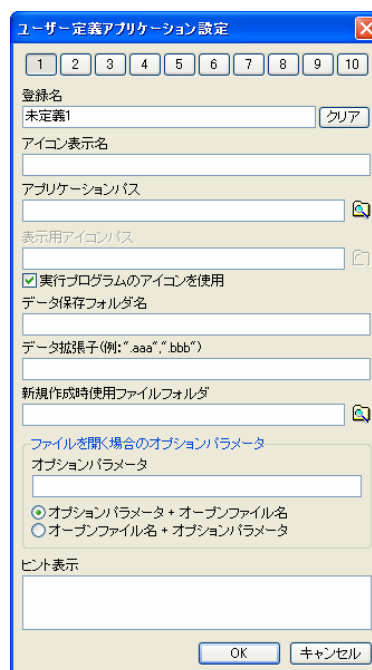 ユーザー定義アプリケーション設定
1 2 3 4 5 6 7 8 9 10
登録名
未定義1 クリア
アイコン表示名
アプリケーションパス
表示用アイコンパス
実行プログラムのアイコンを使用
データ保存フォルダ名
データ拡張子(例:".aaa",".bbb")
新規作成時使用ファイルフォルダ
ファイルを開く場合のオプションパラメータ
オプションパラメータ
オプションパラメータ + オープンファイル名
オープンファイル名 + オプションパラメータ
ヒント表示
OK キャンセル